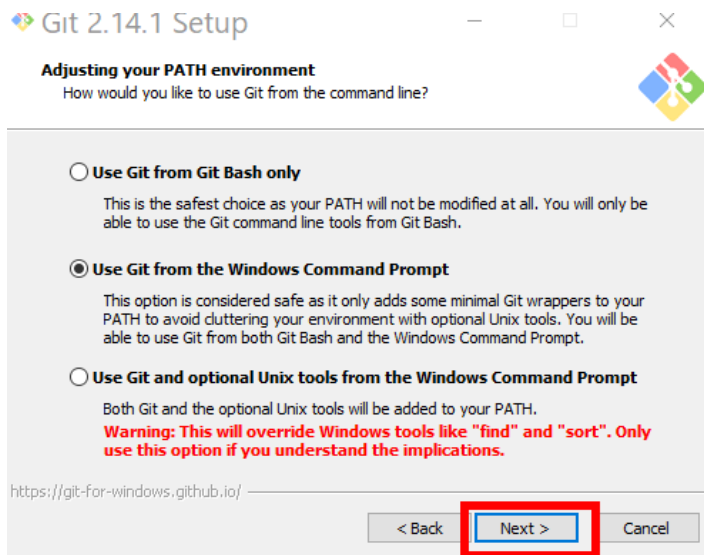 Git 2.14.1 Setup
Adjusting your PATH environment
How would you like to use Git from the command line?
Use Git from Git Bash only
This is the safest choice as your PATH will not be modified at all. You will only be
able to use the Git command line tools from Git Bash.
Use Git from the Windows Command Prompt
This option is considered safe as it only adds some minimal Git wrappers to your
PATH to avoid cluttering your environment with optional Unix tools. You will be
able to use Git from both Git Bash and the Windows Command Prompt.
Use Git and optional Unix tools from the Windows Command Prompt
Both Git and the optional Unix tools will be added to your PATH.
Warning: This will override Windows tools like "find" and "sort". Only
use this option if you understand the implications.
https://git-for-windows.github.io/
< Back Next > Cancel